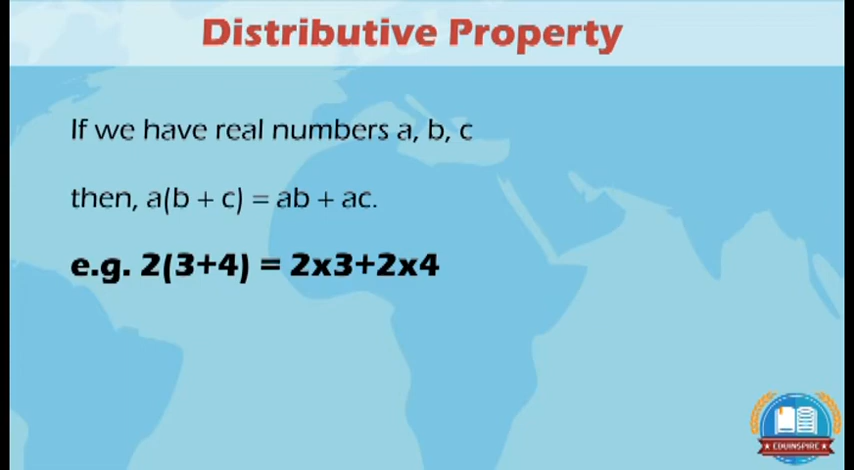 Distributive Property
If we have real numbers a, b, c
then, a(b + c) = ab + ac.
e.g. 2(3+4) = 2x3+2x4
EDUINSPIRE